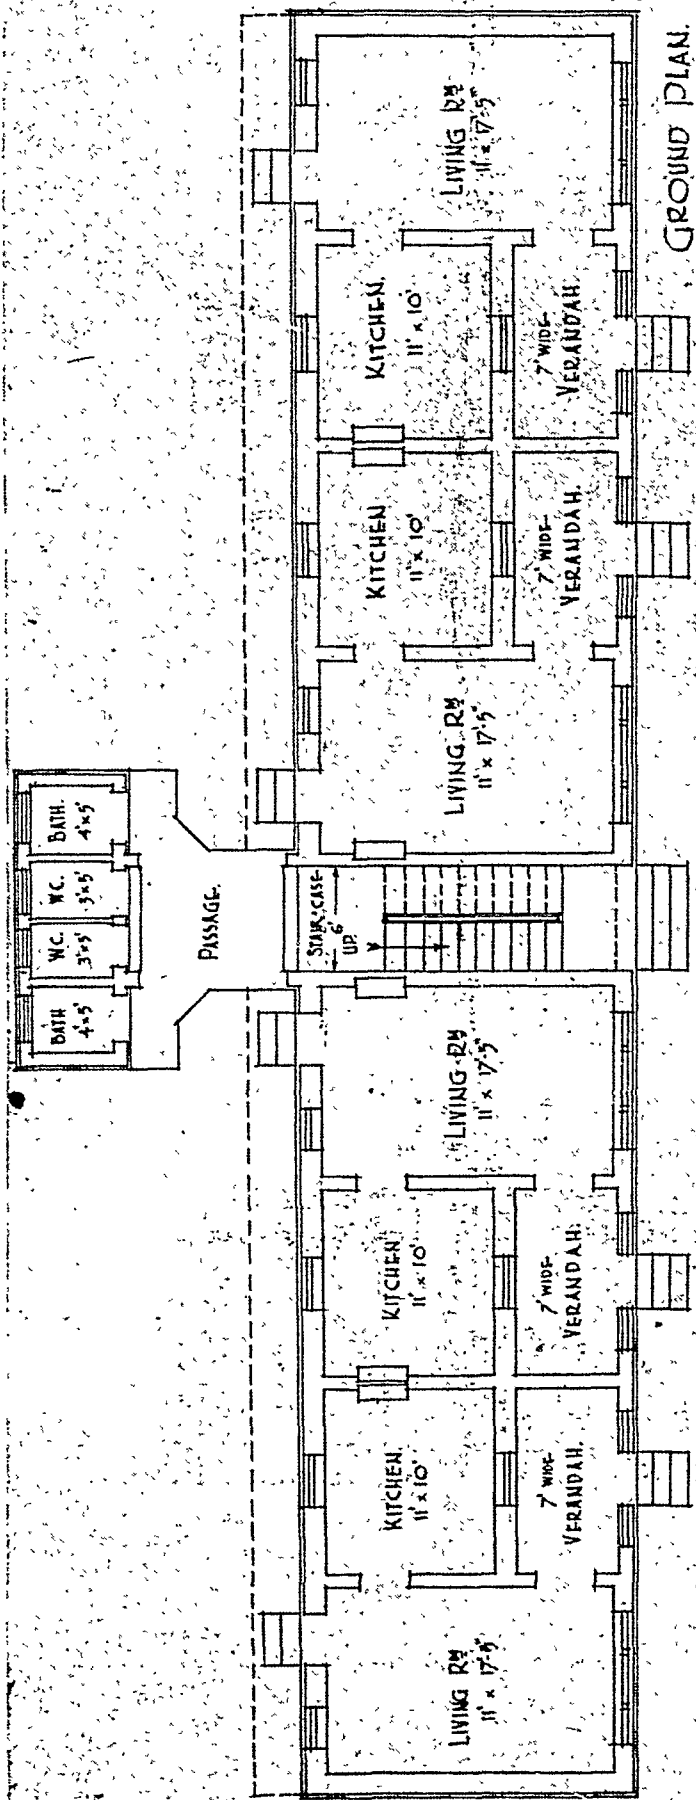 BATH
4'x5'
W.C.
3'x5'
W.C.
3'x5'
BATH.
4'x5'
PASSAGE.
STAIR-CASE
6'
UP.
LIVING RM
11' x 17'-5"
KITCHEN.
11' x 10'
KITCHEN
11' x 10'
LIVING RM
11' x 17'-5"
LIVING RM
11' x 17'-5"
KITCHEN
11' x 10'
KITCHEN.
11' x 10'
LIVING RM
11' x 17'-5"
7' WIDE
VERANDAH.
7' WIDE
VERANDAH.
7' WIDE
VERANDAH.
7' WIDE
VERANDAH.
GROUND PLAN.